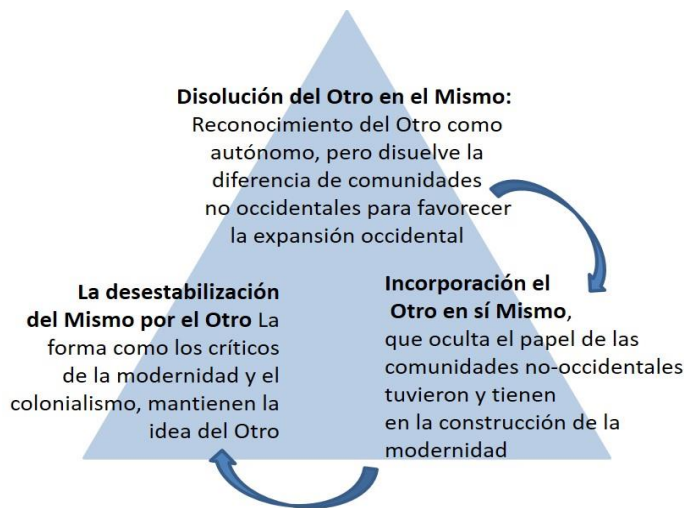 Disolución del Otro en el Mismo:
Reconocimiento del Otro como
autónomo, pero disuelve la
diferencia de comunidades
no occidentales para favorecer
la expansión occidental
Incorporación el
Otro en sí Mismo,
que oculta el papel de las
comunidades no-occidentales
tuvieron y tienen
en la construcción de la
modernidad
La desestabilización
del Mismo por el Otro La
forma como los críticos
de la modernidad y el
colonialismo, mantienen la
idea del Otro